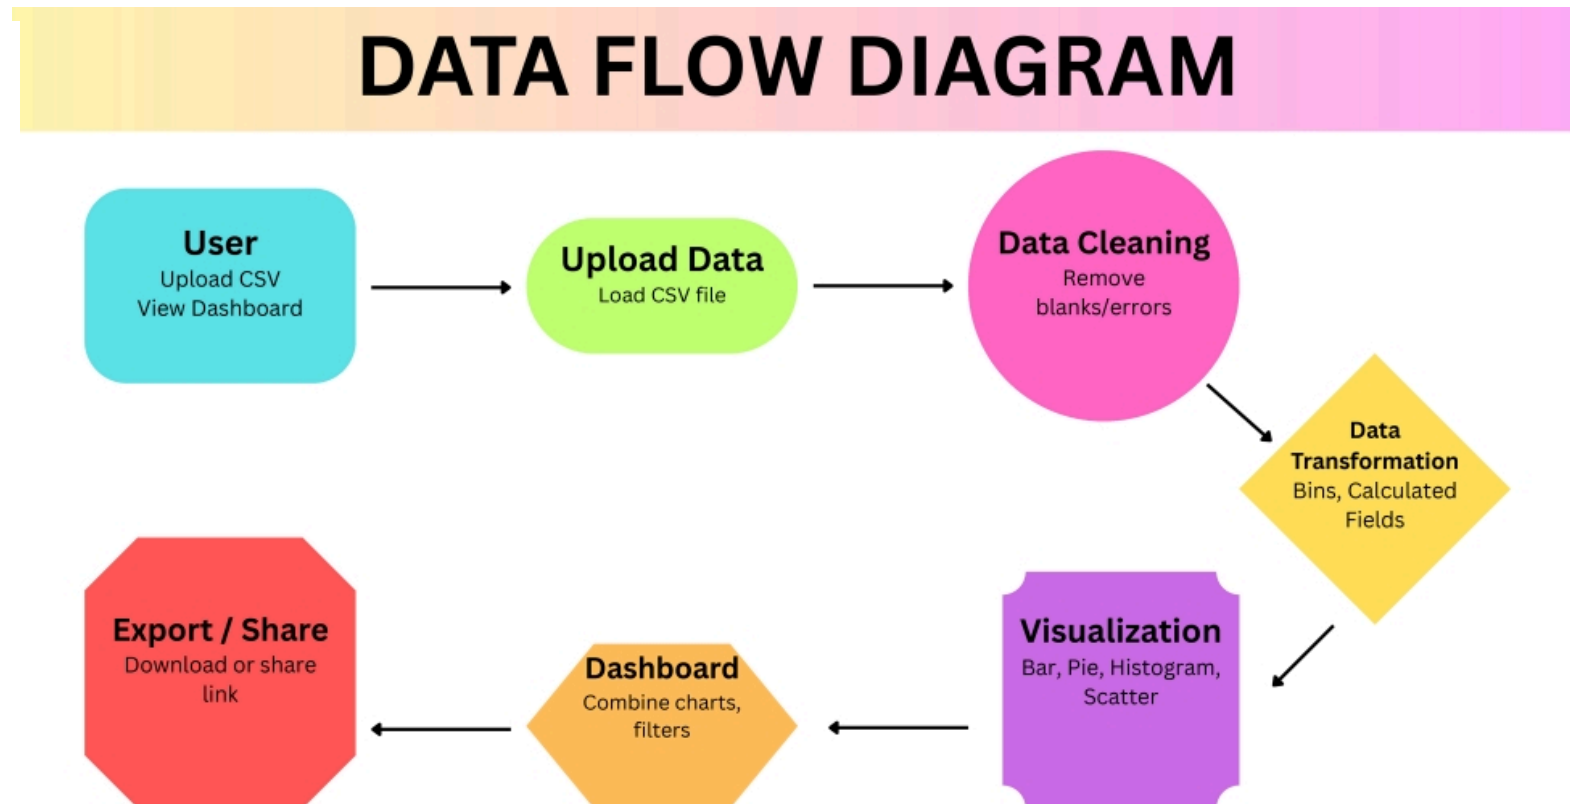 DATA FLOW DIAGRAM
User
Upload CSV
View Dashboard
Upload Data
Load CSV file
Data Cleaning
Remove
blanks/errors
Data
Transformation
Bins, Calculated
Fields
Visualization
Bar, Pie, Histogram,
Scatter
Dashboard
Combine charts,
filters
Export / Share
Download or share
link